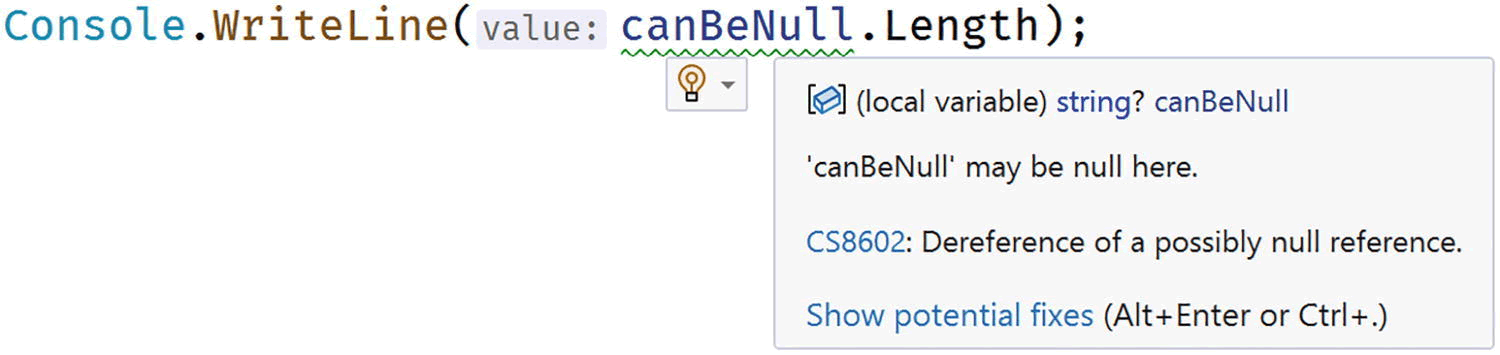 Console.WriteLine(value: canBeNull.Length);
(local variable) string? canBeNull
'canBeNull' may be null here.
CS8602: Dereference of a possibly null reference.
Show potential fixes (Alt+Enter or Ctrl+.)